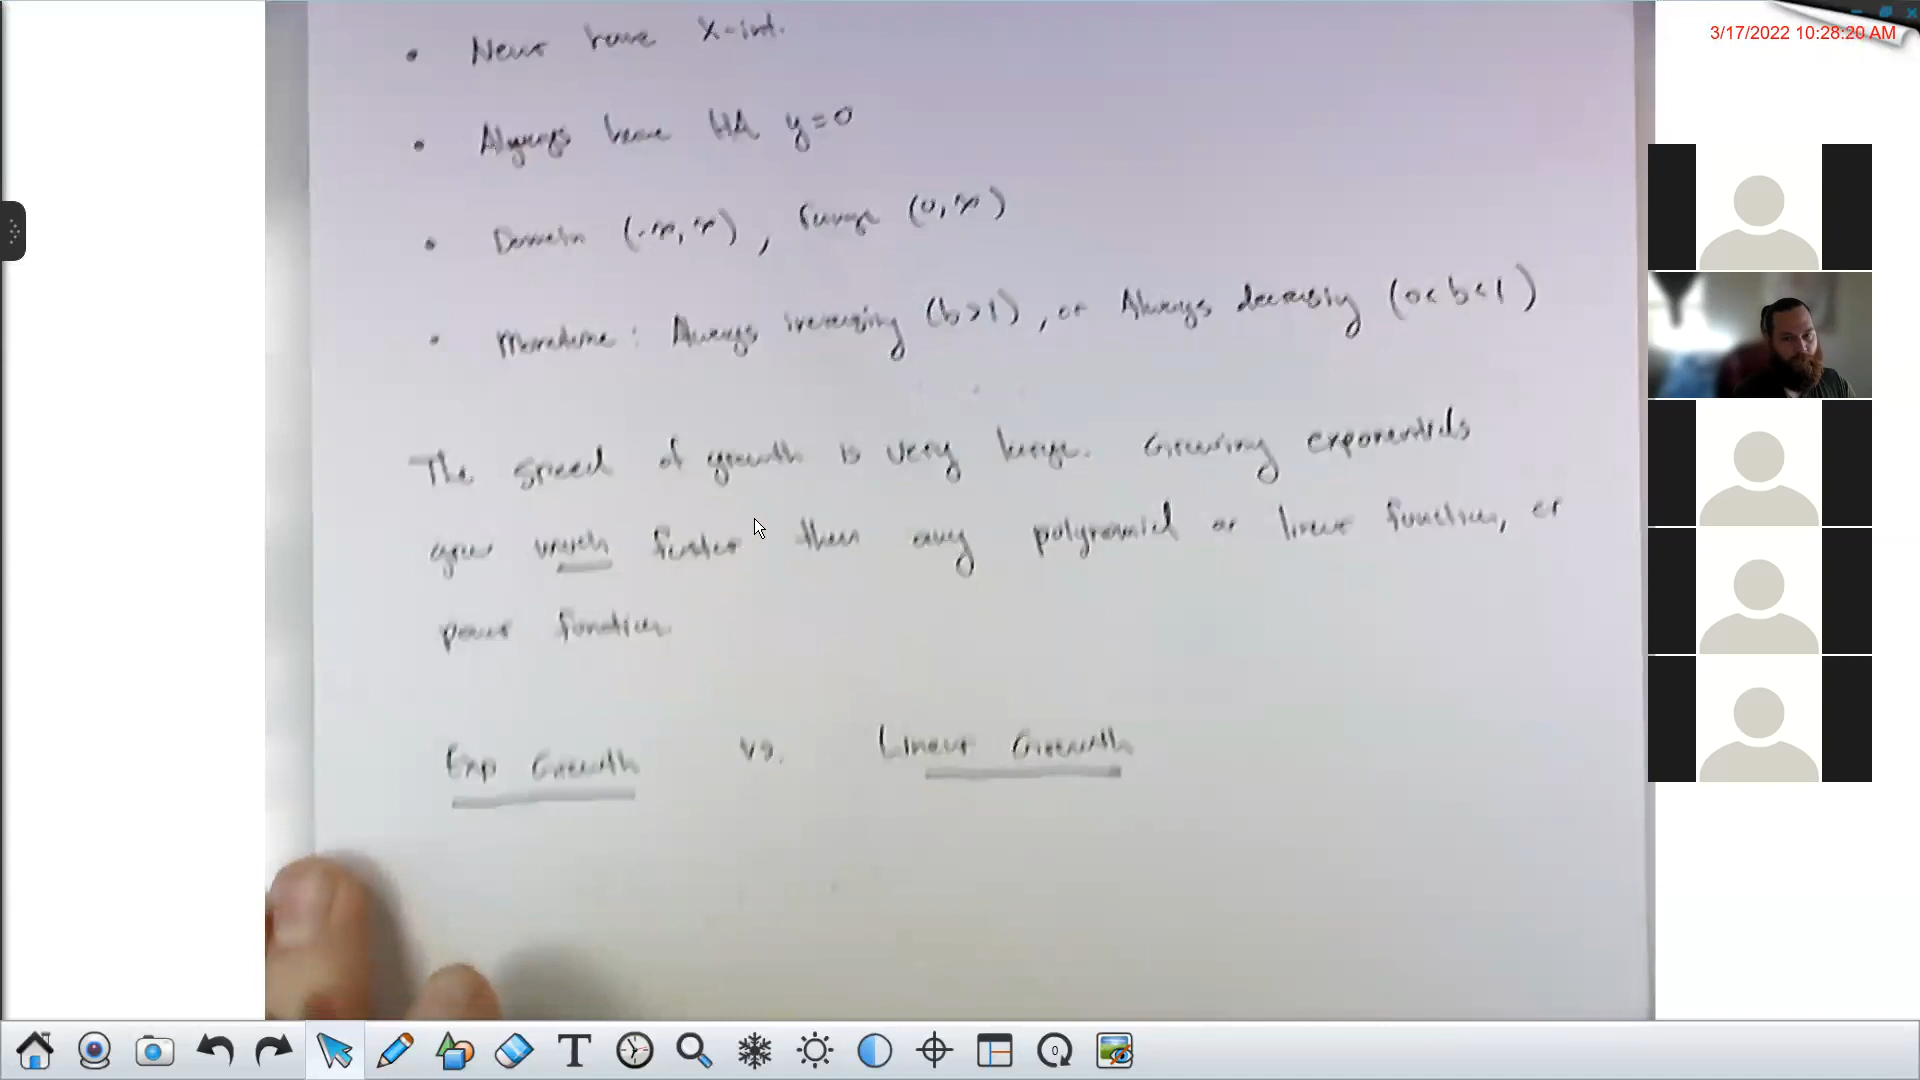 3/17/2022 10:28:20 AM
• Never have x-int.
• Always have HA y=0
• Domain (-∞,∞), range (0,∞)
• Monotone: Always increasing (b>1), or Always decreasing (0<b<1)
The speed of growth is very large. Growing exponentials
grow much faster than any polynomial or linear function, or
power function.
Exp Growth vs. Linear Growth
T
0